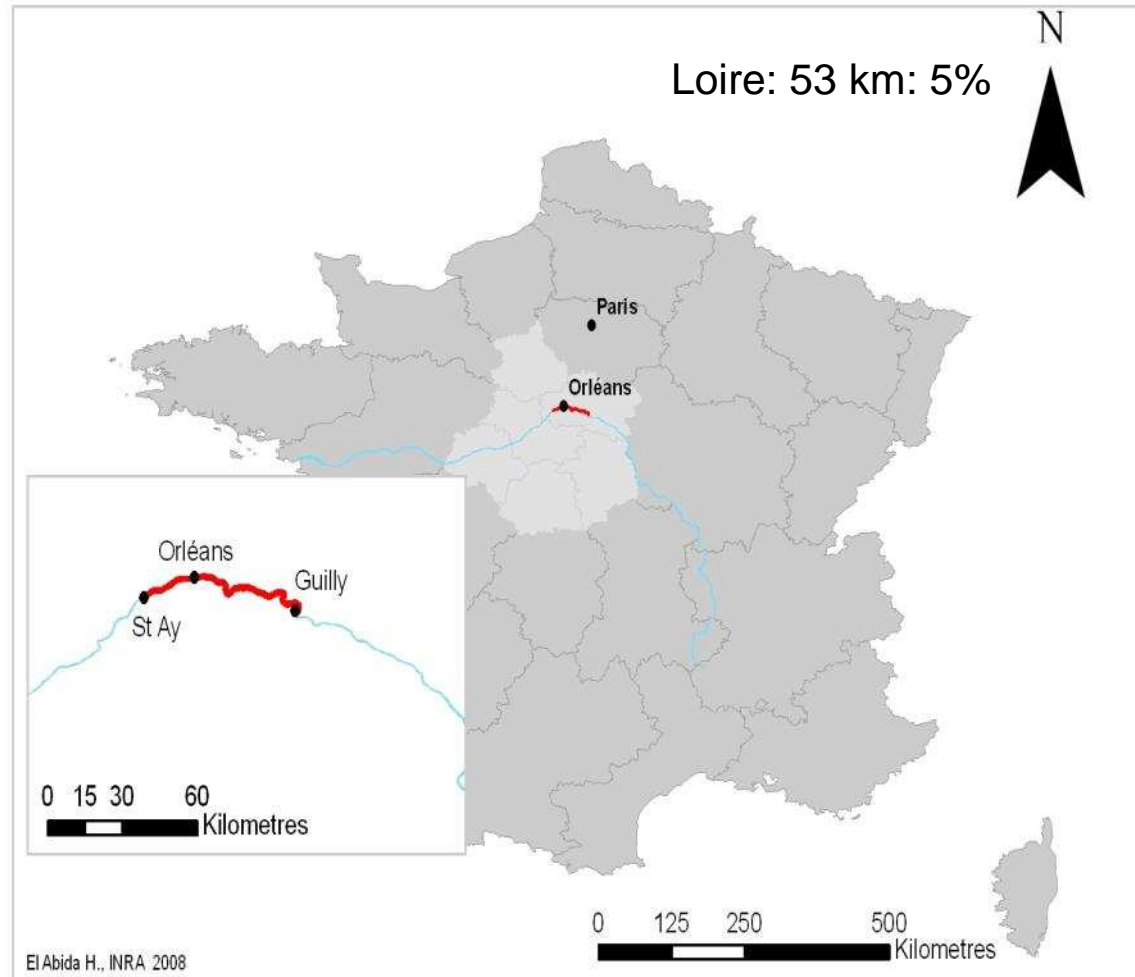 N
Loire: 53 km: 5%
Paris
Orléans
Orléans
Guilly
St Ay
0 15 30 60
Kilometres
0 125 250 500
Kilometres
El Abida H., INRA 2008